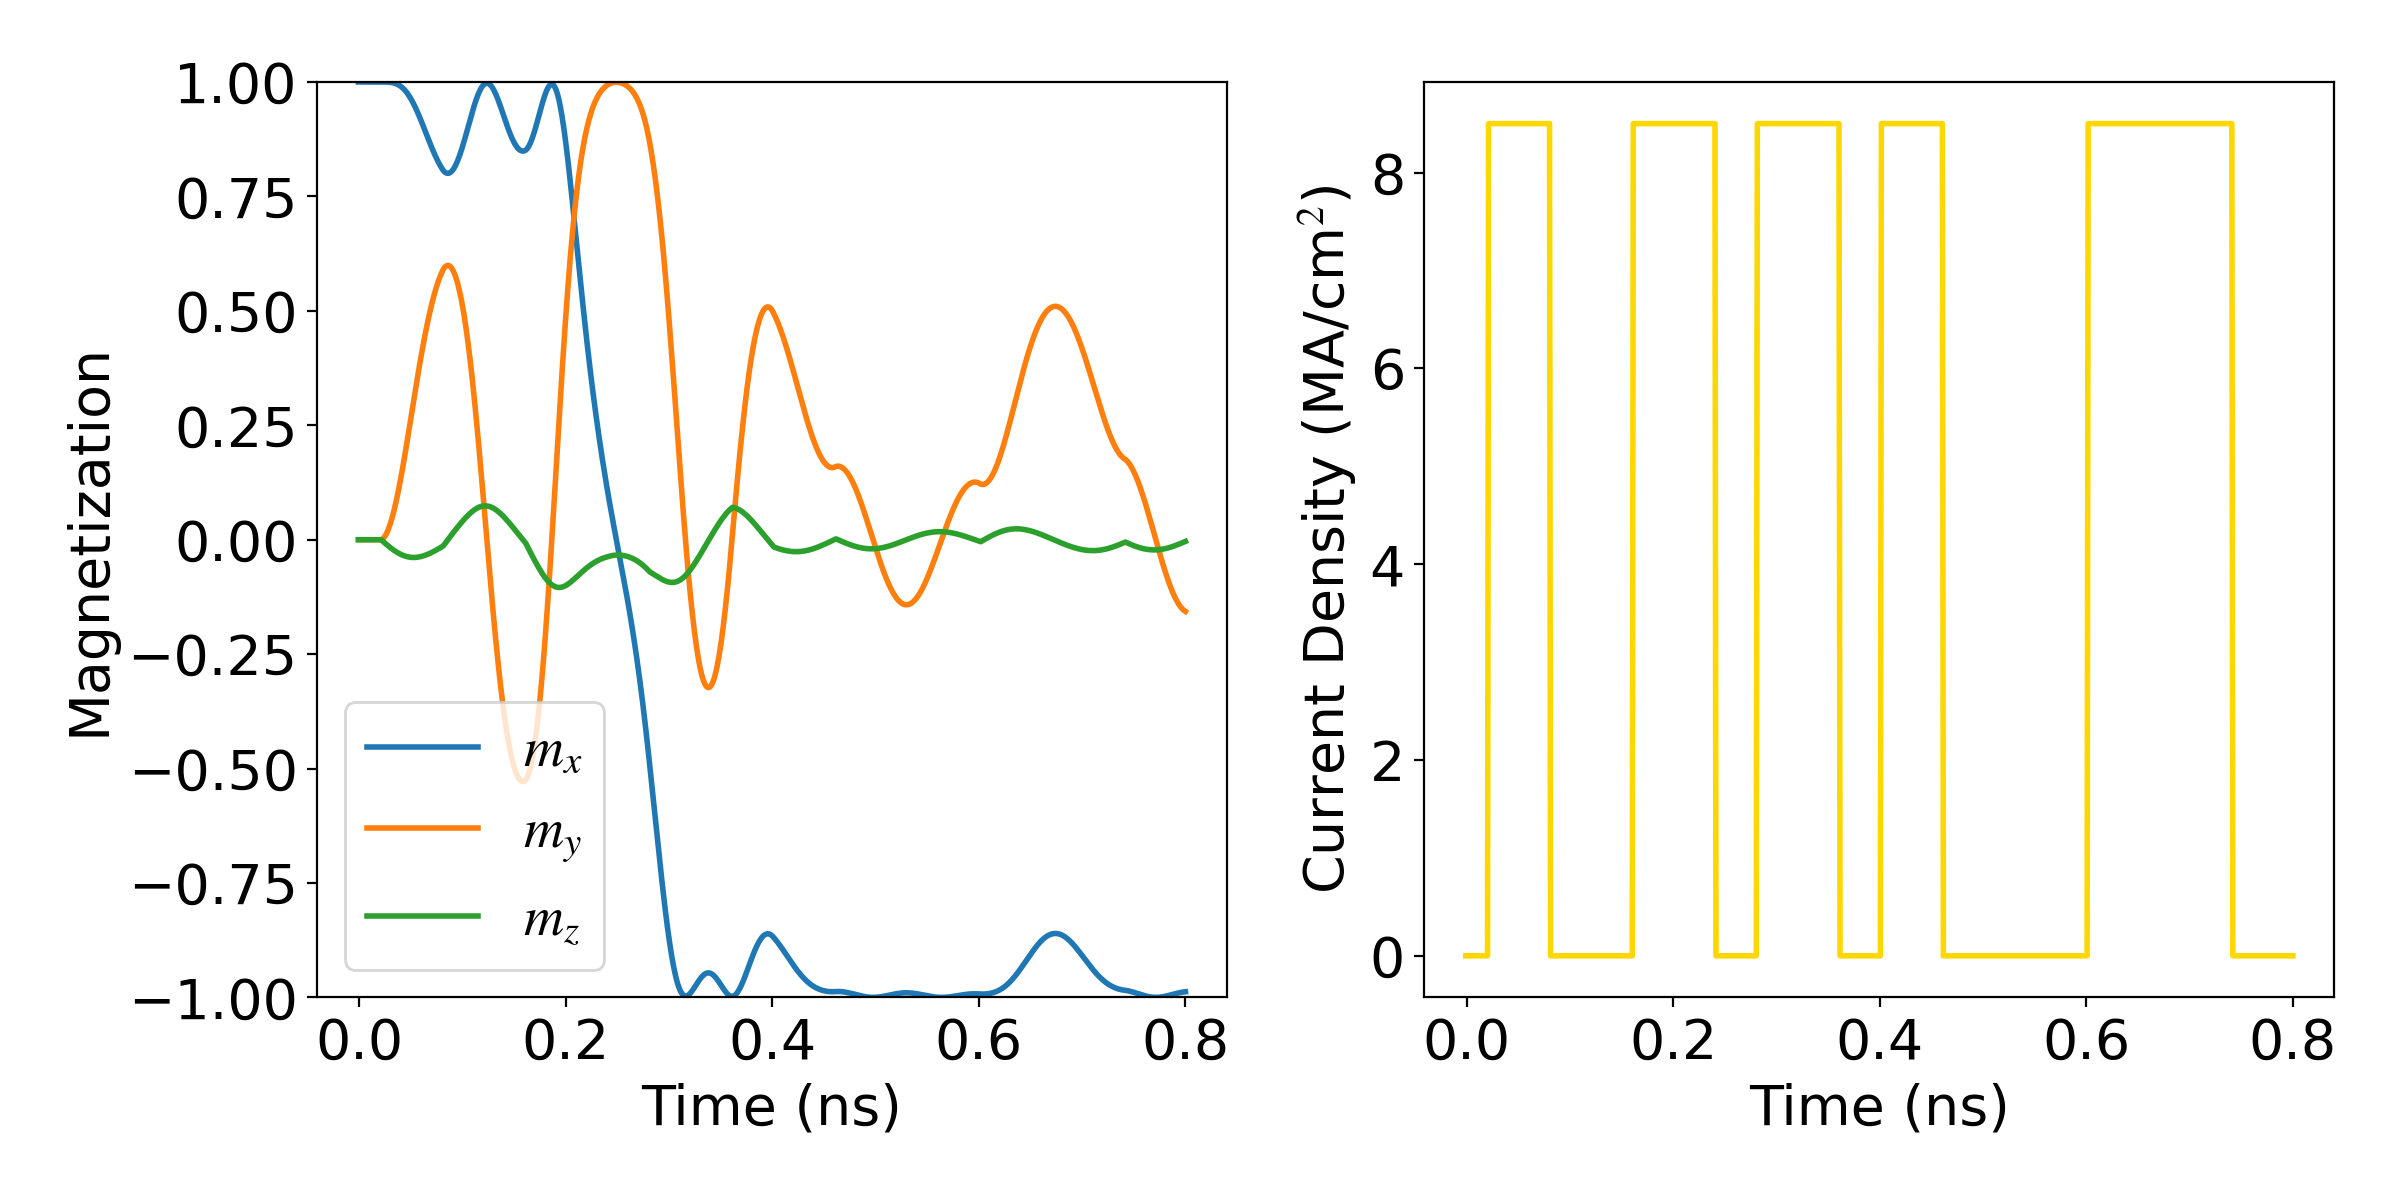 Magnetization
1.00
0.75
0.50
0.25
0.00
−0.25
−0.50
−0.75
−1.00
m_x
m_y
m_z
0.0 0.2 0.4 0.6 0.8
Time (ns)
Current Density (MA/cm²)
8
6
4
2
0
0.0 0.2 0.4 0.6 0.8
Time (ns)